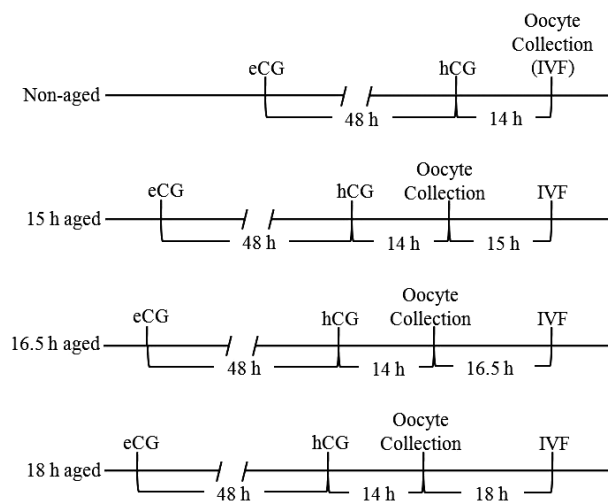 Oocyte
Collection
(IVF)
eCG
hCG
Non-aged
48 h
14 h
Oocyte
Collection
eCG
hCG
IVF
15 h aged
48 h
14 h
15 h
Oocyte
Collection
eCG
hCG
IVF
16.5 h aged
48 h
14 h
16.5 h
Oocyte
Collection
eCG
hCG
IVF
18 h aged
48 h
14 h
18 h